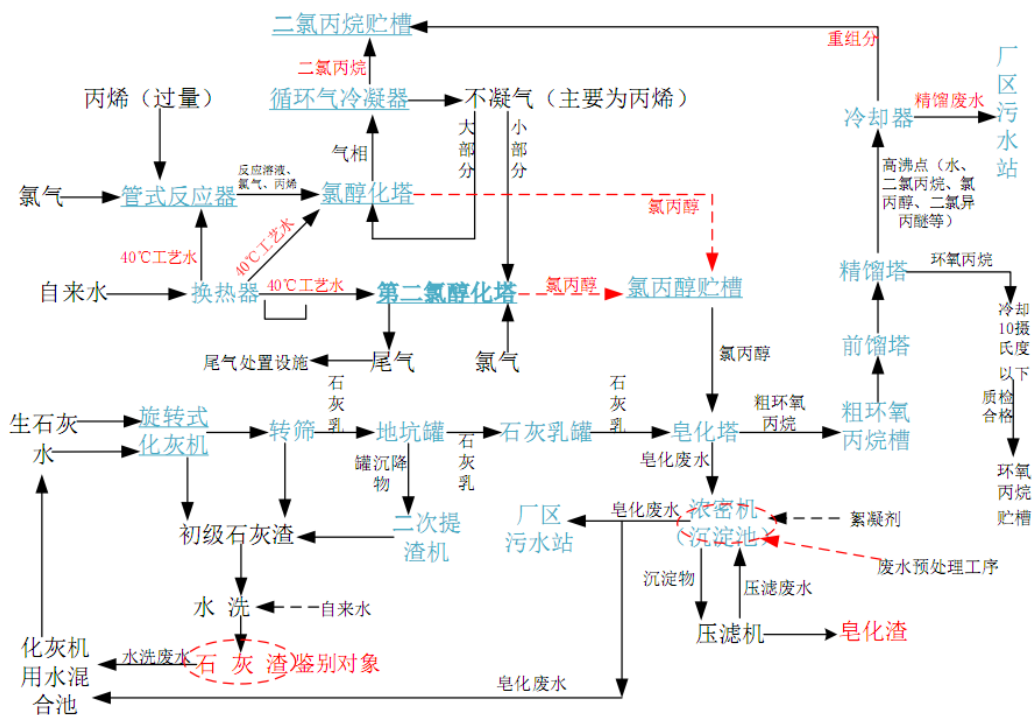 二氯丙烷贮槽
重组分
二氯丙烷
丙烯（过量）
循环气冷凝器
不凝气（主要为丙烯）
冷却器
精馏废水
厂区污水站
气相
大部分
小部分
反应溶液、
氯气、丙烯
高沸点（水、
二氯丙烷、氯
丙醇、二氯异
丙醚等）
氯气
管式反应器
氯醇化塔
氯丙醇
40℃工艺水
40℃工艺水
自来水
换热器
40℃工艺水
第二氯醇化塔
氯丙醇
氯丙醇贮槽
精馏塔
环氧丙烷
冷却
10摄
氏度
以下
尾气处置设施
尾气
氯气
氯丙醇
前馏塔
质检
合格
生石灰
水
旋转式
化灰机
转筛
石灰乳
地坑罐
石灰乳
石灰乳罐
石灰乳
皂化塔
粗环氧
丙烷
粗环氧
丙烷槽
罐沉降
物
皂化废水
环氧
丙烷
贮槽
初级石灰渣
二次提
渣机
厂区
污水站
皂化废水
浓密机
（沉淀池）
絮凝剂
废水预处理工序
水 洗
自来水
沉淀物
压滤废水
压滤机
皂化渣
化灰机
用水混
合池
水洗废水
石 灰 渣
鉴别对象
皂化废水